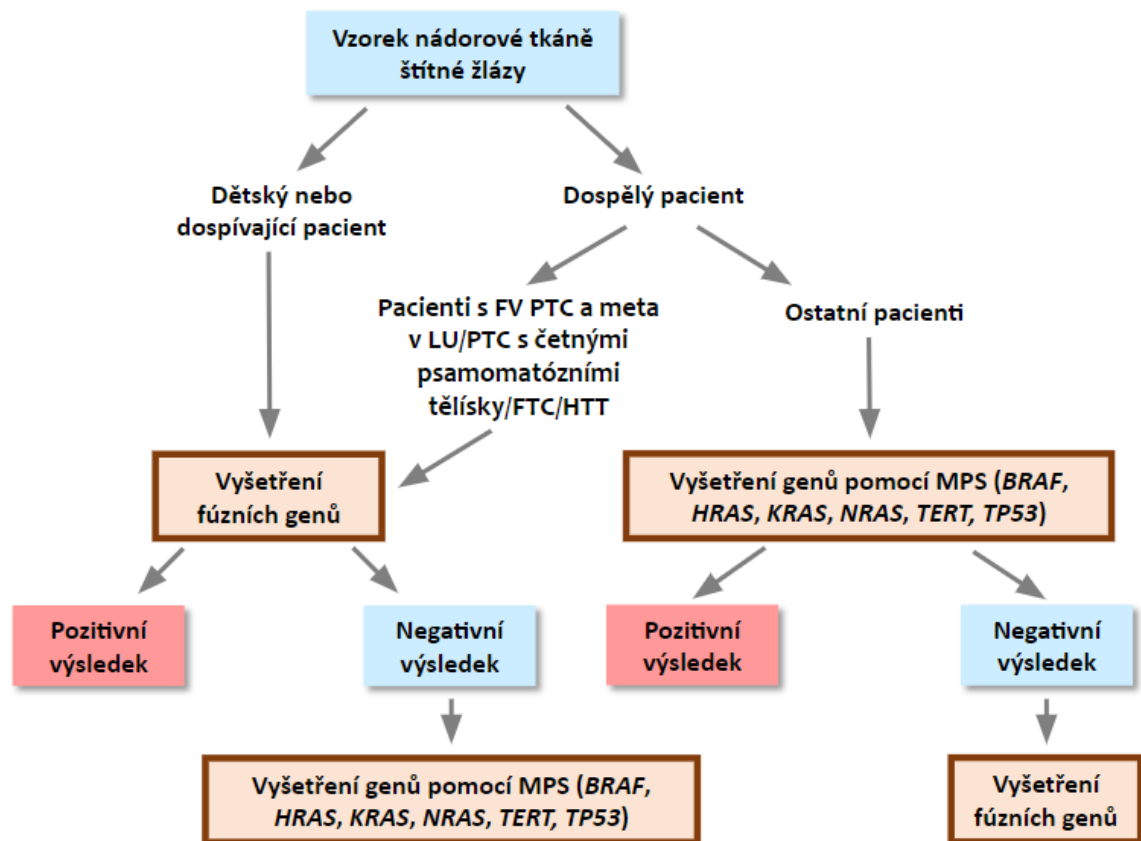 Vzorek nádorové tkáně
štítné žlázy
Dětský nebo
dospívající pacient
Dospělý pacient
Pacienti s FV PTC a meta
v LU/PTC s četnými
psamomatózními
tělísky/FTC/HTT
Ostatní pacienti
Vyšetření
fúzních genů
Vyšetření genů pomocí MPS (BRAF,
HRAS, KRAS, NRAS, TERT, TP53)
Pozitivní
výsledek
Negativní
výsledek
Pozitivní
výsledek
Negativní
výsledek
Vyšetření genů pomocí MPS (BRAF,
HRAS, KRAS, NRAS, TERT, TP53)
Vyšetření
fúzních genů